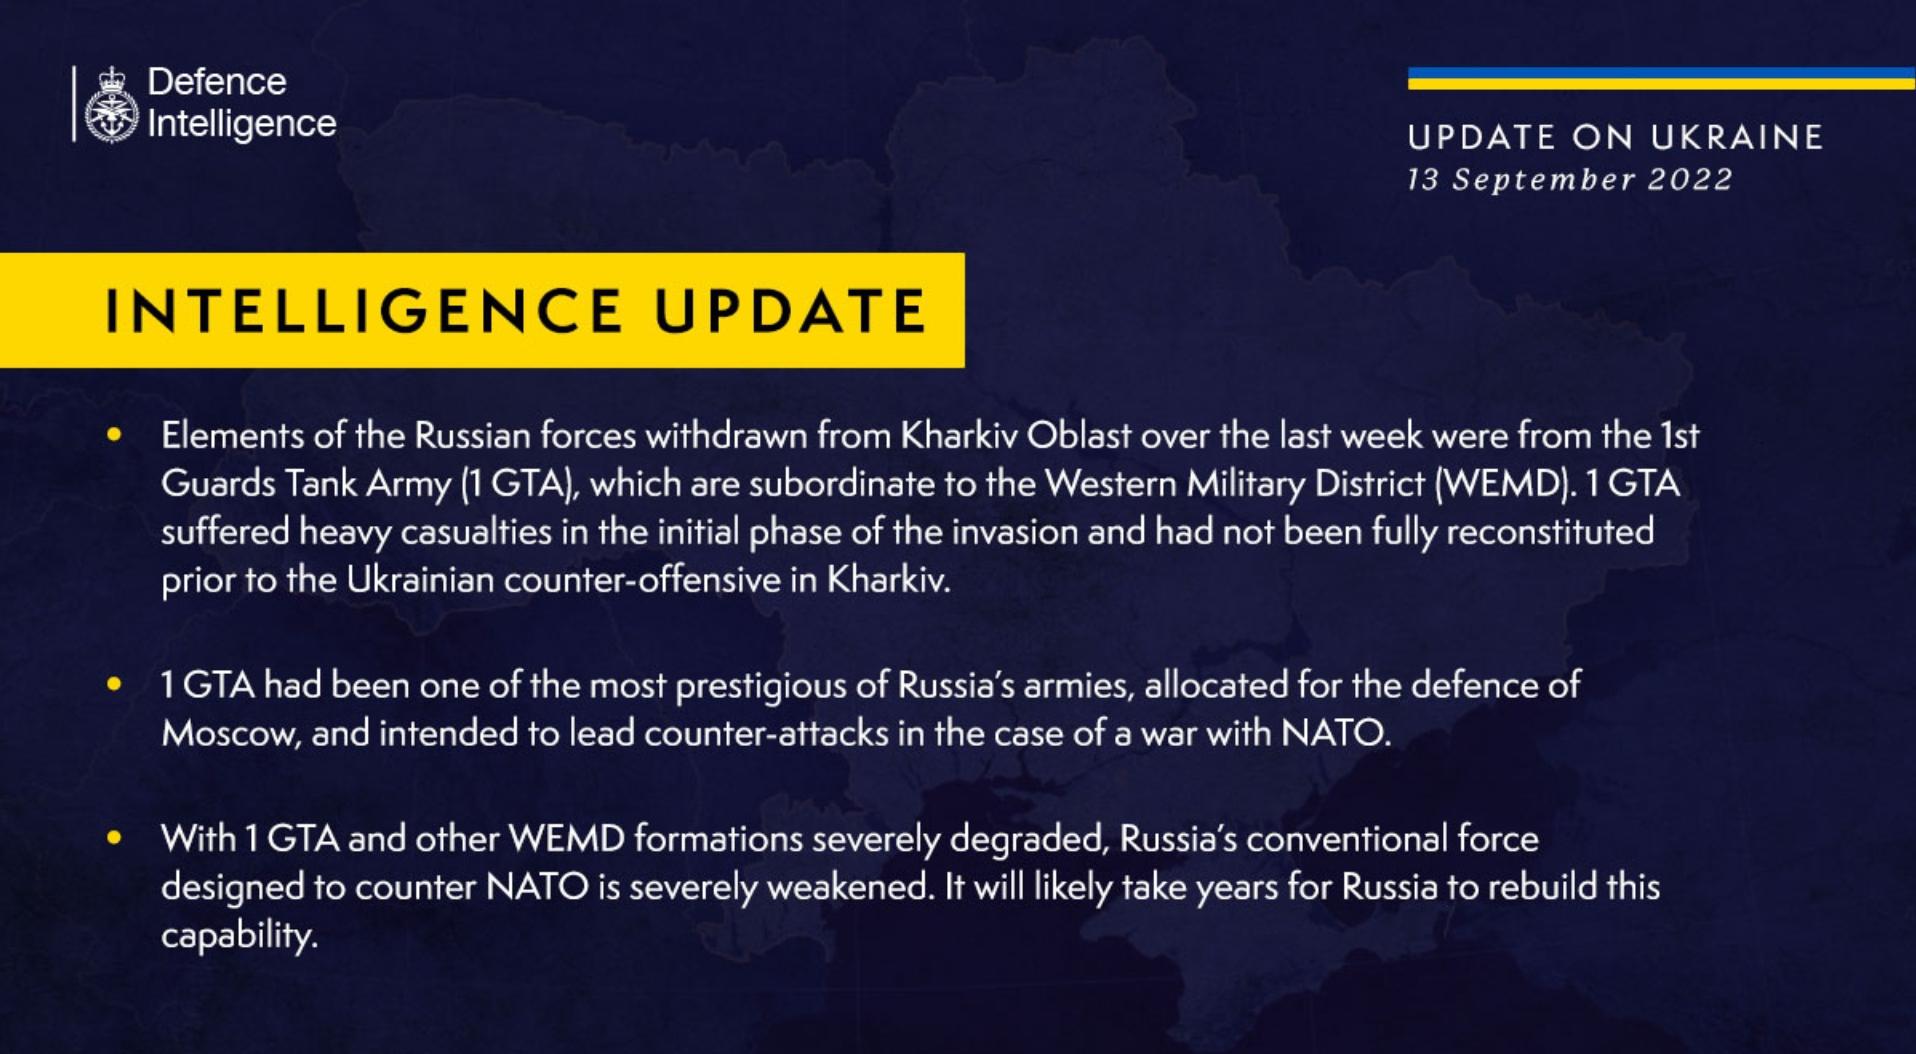 Defence
Intelligence
UPDATE ON UKRAINE
13 September 2022
INTELLIGENCE UPDATE
• Elements of the Russian forces withdrawn from Kharkiv Oblast over the last week were from the 1st
Guards Tank Army (1 GTA), which are subordinate to the Western Military District (WEMD). 1 GTA
suffered heavy casualties in the initial phase of the invasion and had not been fully reconstituted
prior to the Ukrainian counter-offensive in Kharkiv.
• 1 GTA had been one of the most prestigious of Russia’s armies, allocated for the defence of
Moscow, and intended to lead counter-attacks in the case of a war with NATO.
• With 1 GTA and other WEMD formations severely degraded, Russia’s conventional force
designed to counter NATO is severely weakened. It will likely take years for Russia to rebuild this
capability.